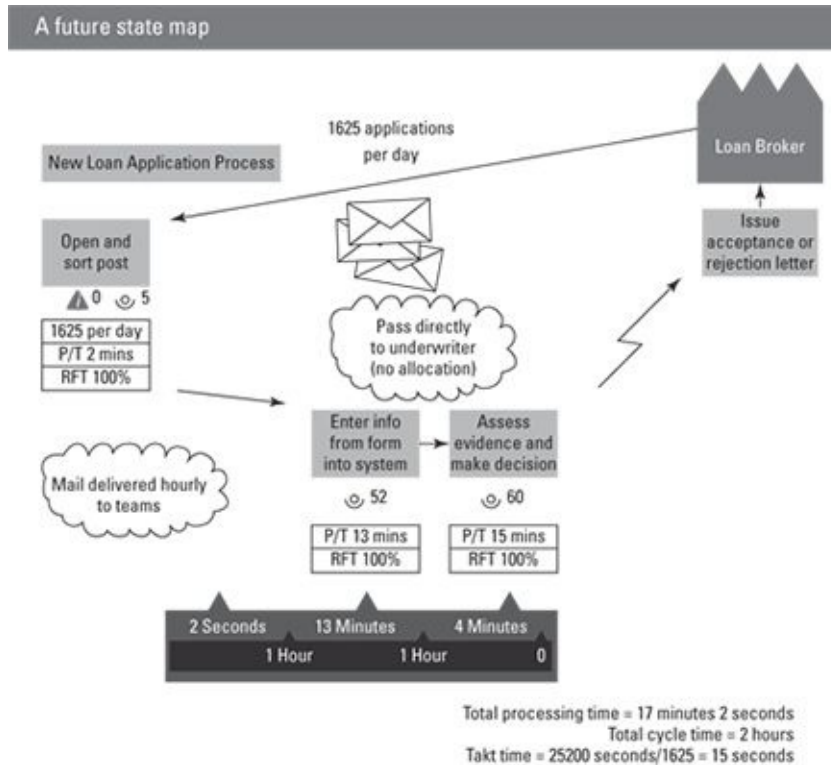 A future state map
1625 applications
per day
Loan Broker
New Loan Application Process
Issue
acceptance or
rejection letter
Open and
sort post
0 5
1625 per day
P/T 2 mins
RFT 100%
Pass directly
to underwriter
(no allocation)
Enter info
from form
into system
Assess
evidence and
make decision
Mail delivered hourly
to teams
52
60
P/T 13 mins
RFT 100%
P/T 15 mins
RFT 100%
2 Seconds 13 Minutes 4 Minutes
1 Hour 1 Hour 0
Total processing time = 17 minutes 2 seconds
Total cycle time = 2 hours
Takt time = 25200 seconds/1625 = 15 seconds